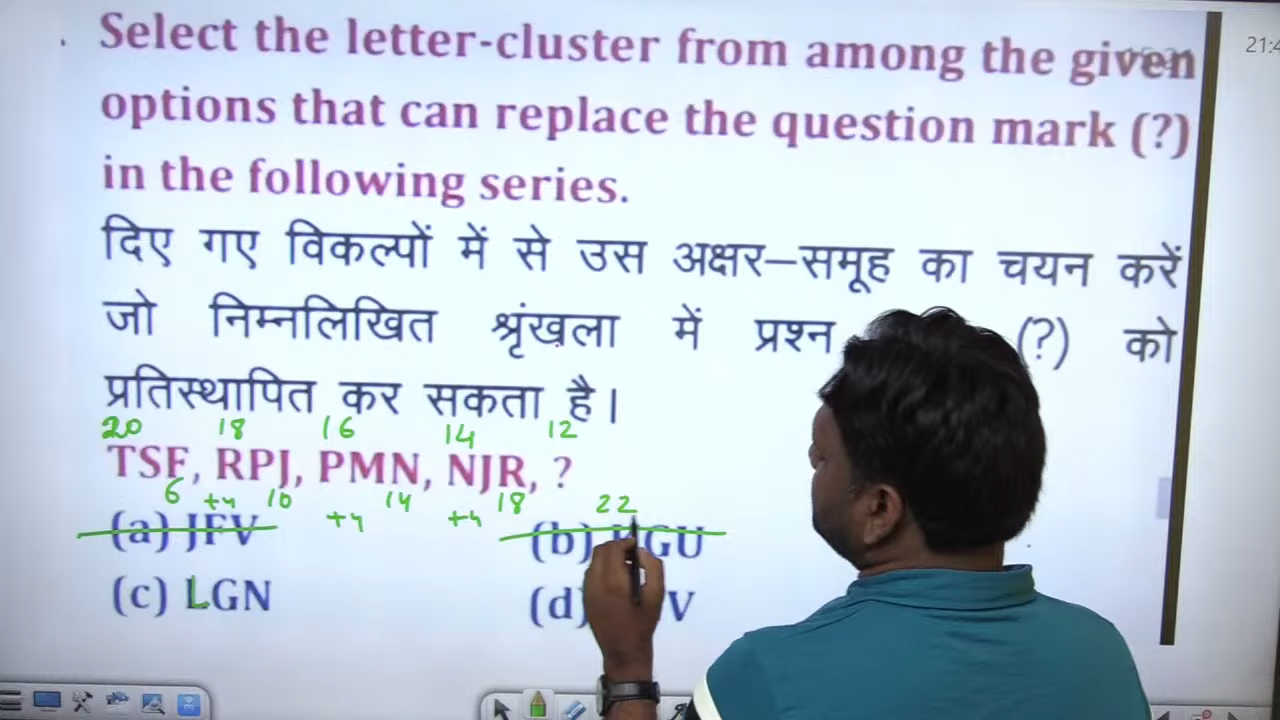 21:4
Select the letter-cluster from among the given
options that can replace the question mark (?)
in the following series.
दिए गए विकल्पों में से उस अक्षर–समूह का चयन करें
जो निम्नलिखित श्रृंखला में प्रश्न (?) को
प्रतिस्थापित कर सकता है।
20 18 16 14 12
TSF, RPJ, PMN, NJR, ?
6 +4 10 +4 14 +4 18 22
(a) JFV (b) GU
(c) LGN (d) V